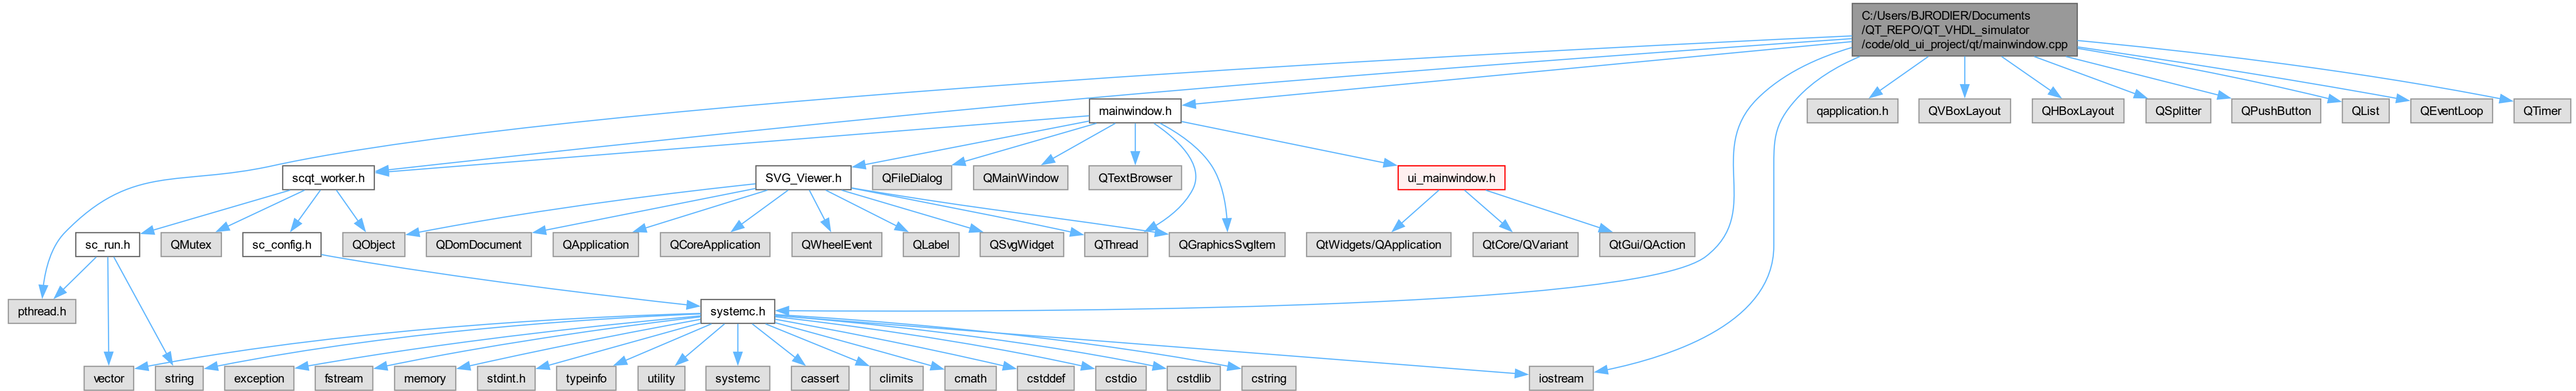 C:/Users/BJRODIER/Documents
/QT_REPO/QT_VHDL_simulator
/code/old_ui_project/qt/mainwindow.cpp
mainwindow.h
qapplication.h
QVBoxLayout
QHBoxLayout
QSplitter
QPushButton
QList
QEventLoop
QTimer
scqt_worker.h
SVG_Viewer.h
QFileDialog
QMainWindow
QTextBrowser
ui_mainwindow.h
sc_run.h
QMutex
sc_config.h
QObject
QDomDocument
QApplication
QCoreApplication
QWheelEvent
QLabel
QSvgWidget
QThread
QGraphicsSvgItem
QtWidgets/QApplication
QtCore/QVariant
QtGui/QAction
pthread.h
systemc.h
vector
string
exception
fstream
memory
stdint.h
typeinfo
utility
systemc
cassert
climits
cmath
cstddef
cstdio
cstdlib
cstring
iostream